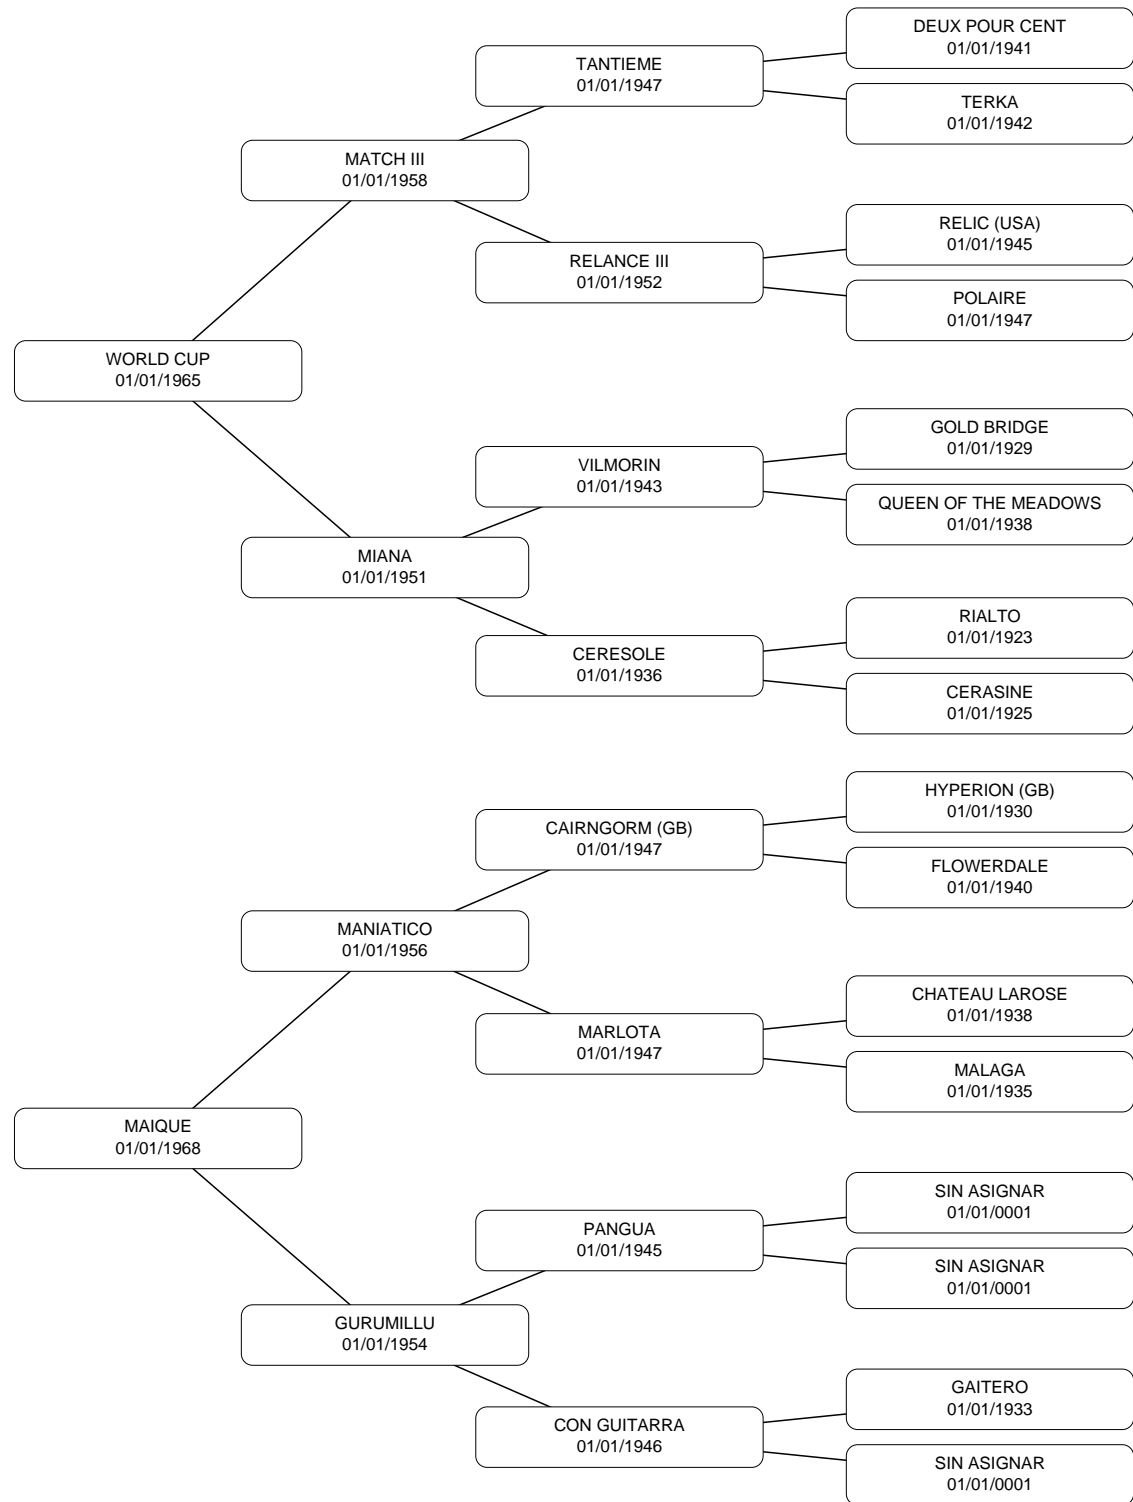 DEUX POUR CENT
01/01/1941
TANTIEME
01/01/1947
TERKA
01/01/1942
MATCH III
01/01/1958
RELIC (USA)
01/01/1945
RELANCE III
01/01/1952
POLAIRE
01/01/1947
WORLD CUP
01/01/1965
GOLD BRIDGE
01/01/1929
VILMORIN
01/01/1943
QUEEN OF THE MEADOWS
01/01/1938
MIANA
01/01/1951
RIALTO
01/01/1923
CERESOLE
01/01/1936
CERASINE
01/01/1925
HYPERION (GB)
01/01/1930
CAIRNGORM (GB)
01/01/1947
FLOWERDALE
01/01/1940
MANIATICO
01/01/1956
CHATEAU LAROSE
01/01/1938
MARLOTA
01/01/1947
MALAGA
01/01/1935
MAIQUE
01/01/1968
SIN ASIGNAR
01/01/0001
PANGUA
01/01/1945
SIN ASIGNAR
01/01/0001
GURUMILLU
01/01/1954
GAITERO
01/01/1933
CON GUITARRA
01/01/1946
SIN ASIGNAR
01/01/0001